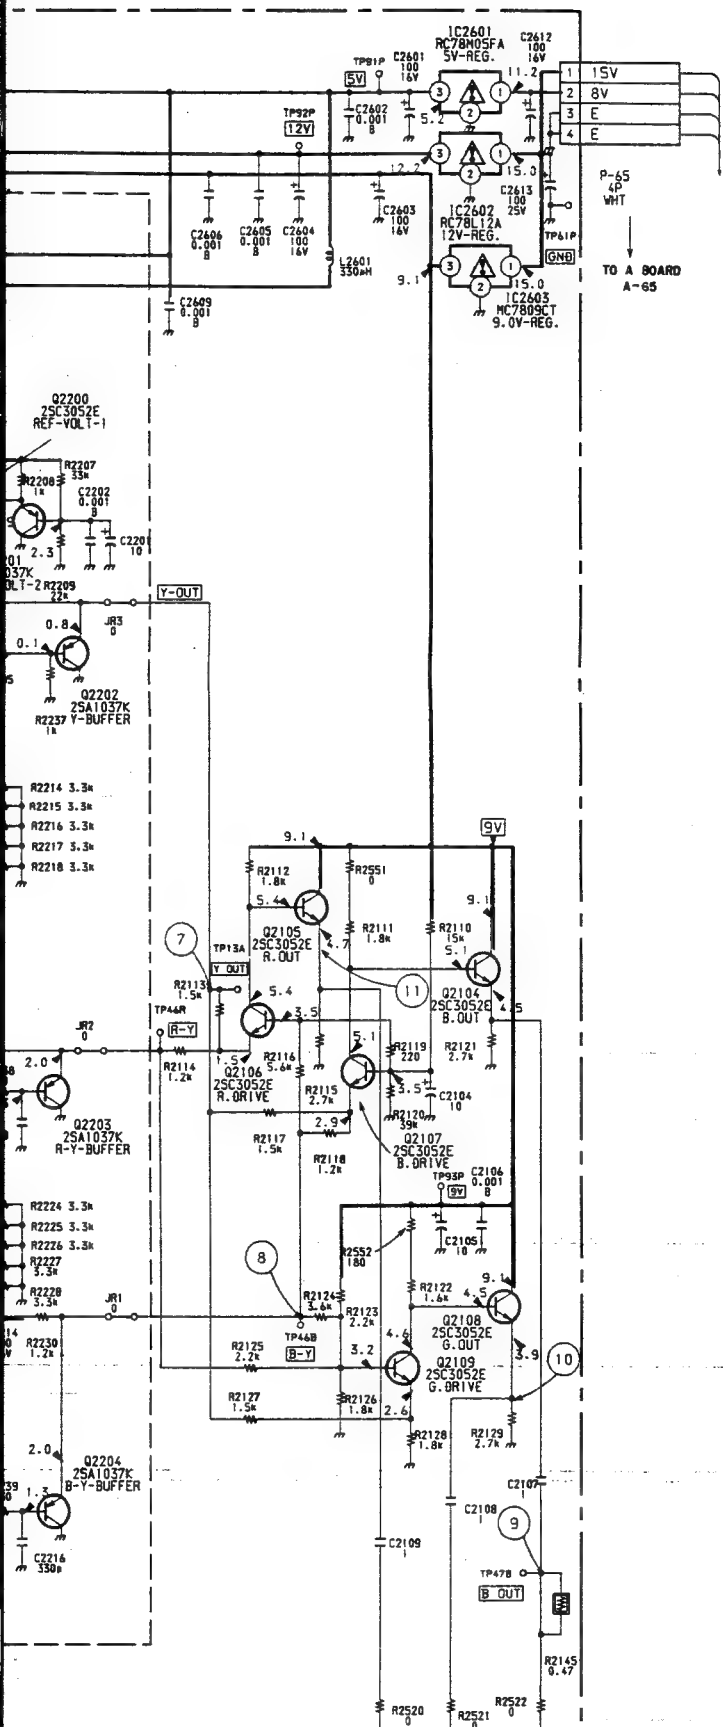 IC2601
RC78M05FA
5V-REG.
C2612
100
16V
C2601
100
16V
TP91P
5V
11.2
1 15V
2 8V
3 E
4 E
C2602
0.001
B
TP92P
12V
3
1
2
5.2
3
1
2
12.2
15.0
P-65
4P
WHT
C2613
100
25V
IC2602
RC78L12A
12V-REG.
TP61P
GND
C2606
0.001
B
C2605
0.001
B
C2604
100
16V
C2603
100
16V
L2601
330µH
9.1
3
1
2
15.0
TO A BOARD
A-65
IC2603
MC7809CT
9.0V-REG.
C2609
0.001
B
Q2200
2SC3052E
REF-VOLT-1
R2207
33k
R2208
1k
C2202
0.001
B
C2201
10
2.3
201
037K
OLT-2
R2209
22k
Y-OUT
JR3
0
0.8
0.1
Q2202
2SA1037K
Y-BUFFER
R2237
1k
R2214 3.3k
R2215 3.3k
R2216 3.3k
R2217 3.3k
R2218 3.3k
9.1
9V
R2112
1.8k
R2551
0
9.1
5.4
Q2105
2SC3052E
R.OUT
4.7
R2111
1.8k
R2110
15k
5.1
7
TP13A
Y OUT
R2113
1.5k
11
Q2104
2SC3052E
B.OUT
4.5
TP46R
R-Y
5.4
3.5
JR2
0
2.0
R2114
1.2k
1.5
Q2106
2SC3052E
R.DRIVE
R2116
5.6k
R2115
2.7k
5.1
R2119
220
R2121
2.7k
3.5
C2104
10
R2120
39k
Q2203
2SA1037K
R-Y-BUFFER
2.9
R2117
1.5k
R2118
1.2k
Q2107
2SC3052E
B.DRIVE
TP93P
9V
C2106
0.001
B
R2224 3.3k
R2225 3.3k
R2226 3.3k
R2227
3.3k
R2228
3.3k
8
R2552
180
C2105
10
9.1
JR1
0
R2124
3.6k
R2123
2.2k
R2122
1.6k
4.5
R2230
1.2k
TP46B
B-Y
Q2108
2SC3052E
G.OUT
3.9
R2125
2.2k
4.6
3.2
Q2109
2SC3052E
G.DRIVE
10
R2127
1.5k
R2126
1.8k
2.6
R2128
1.8k
R2129
2.7k
2.0
Q2204
2SA1037K
B-Y-BUFFER
1.3
C2107
1
C2108
1
9
C2216
330p
C2109
1
TP47B
B OUT
R2145
0.47
R2520
0
R2521
0
R2522
0